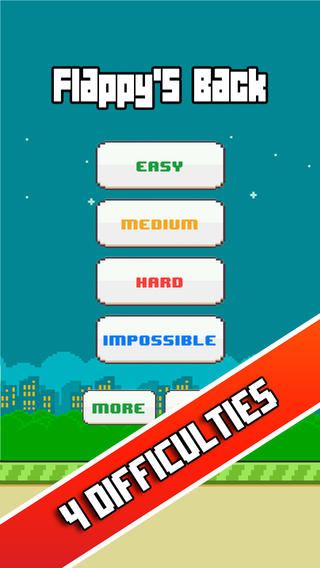 Flappy'S Back
EASY
MEDIUM
HARD
IMPOSSIBLE
MORE
4 DIFFICULTIES